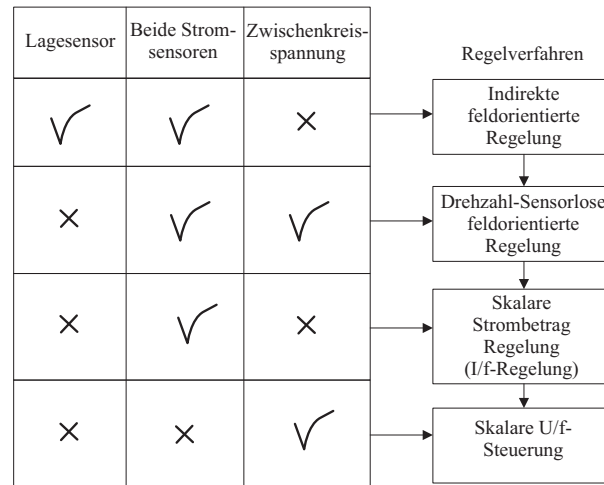 Lagesensor
Beide Strom-
sensoren
Zwischenkreis-
spannung
Regelverfahren
Indirekte
feldorientierte
Regelung
Drehzahl-Sensorlose
feldorientierte
Regelung
Skalare
Strombetrag
Regelung
(I/f-Regelung)
Skalare U/f-
Steuerung